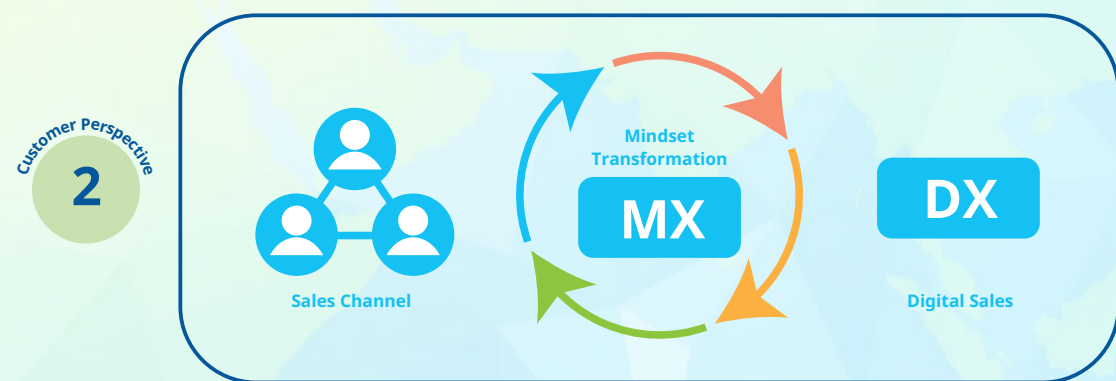 Customer Perspective
2
Sales Channel
Mindset
Transformation
MX
DX
Digital Sales